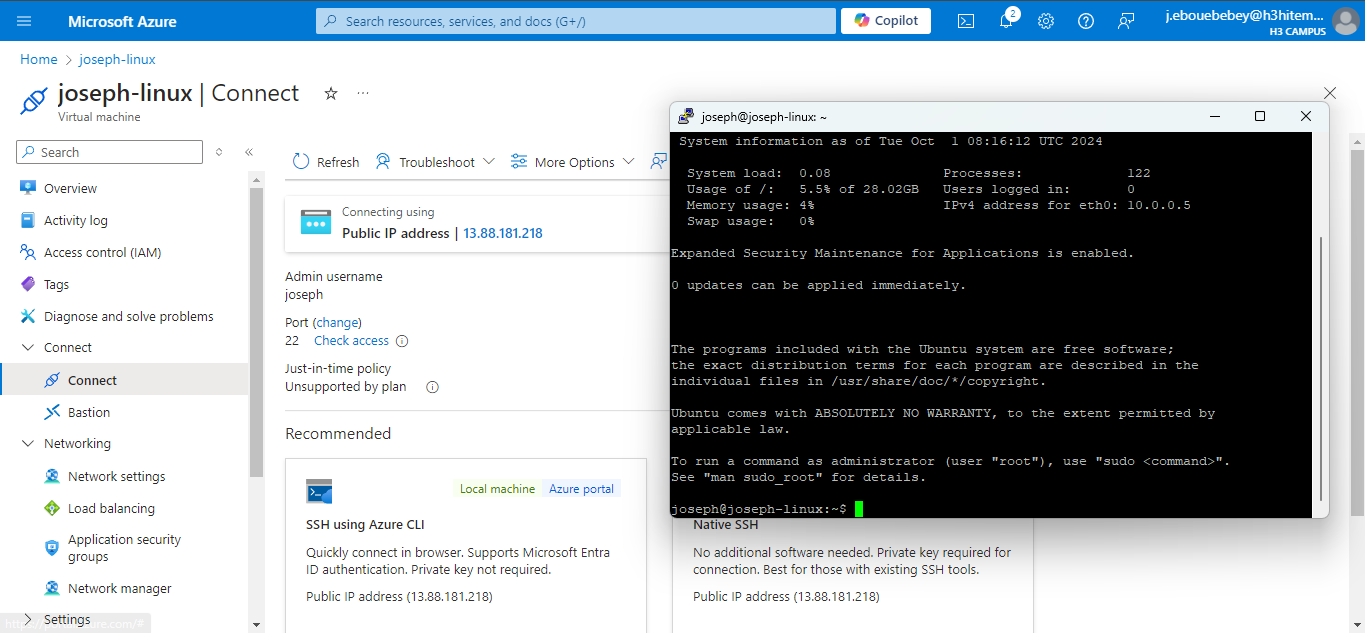 Microsoft Azure
Search resources, services, and docs (G+/)
Copilot
2
j.ebouebebey@h3hitem...
H3 CAMPUS
Home > joseph-linux
joseph-linux | Connect
Virtual machine
Search
Overview
Activity log
Access control (IAM)
Tags
Diagnose and solve problems
Connect
Connect
Bastion
Networking
Network settings
Load balancing
Application security
groups
Network manager
Settings
Refresh
Troubleshoot
More Options
Connecting using
Public IP address | 13.88.181.218
Admin username
joseph
Port (change)
22 Check access
Just-in-time policy
Unsupported by plan
Recommended
Local machine
Azure portal
SSH using Azure CLI
Quickly connect in browser. Supports Microsoft Entra
ID authentication. Private key not required.
Public IP address (13.88.181.218)
Native SSH
No additional software needed. Private key required for
connection. Best for those with existing SSH tools.
Public IP address (13.88.181.218)
joseph@joseph-linux: ~
System information as of Tue Oct  1 08:16:12 UTC 2024
System load:  0.08 Processes: 122
Usage of /:   5.5% of 28.02GB Users logged in: 0
Memory usage: 4% IPv4 address for eth0: 10.0.0.5
Swap usage:   0%
Expanded Security Maintenance for Applications is enabled.
0 updates can be applied immediately.
The programs included with the Ubuntu system are free software;
the exact distribution terms for each program are described in the
individual files in /usr/share/doc/*/copyright.
Ubuntu comes with ABSOLUTELY NO WARRANTY, to the extent permitted by
applicable law.
To run a command as administrator (user "root"), use "sudo <command>".
See "man sudo_root" for details.
joseph@joseph-linux:~$